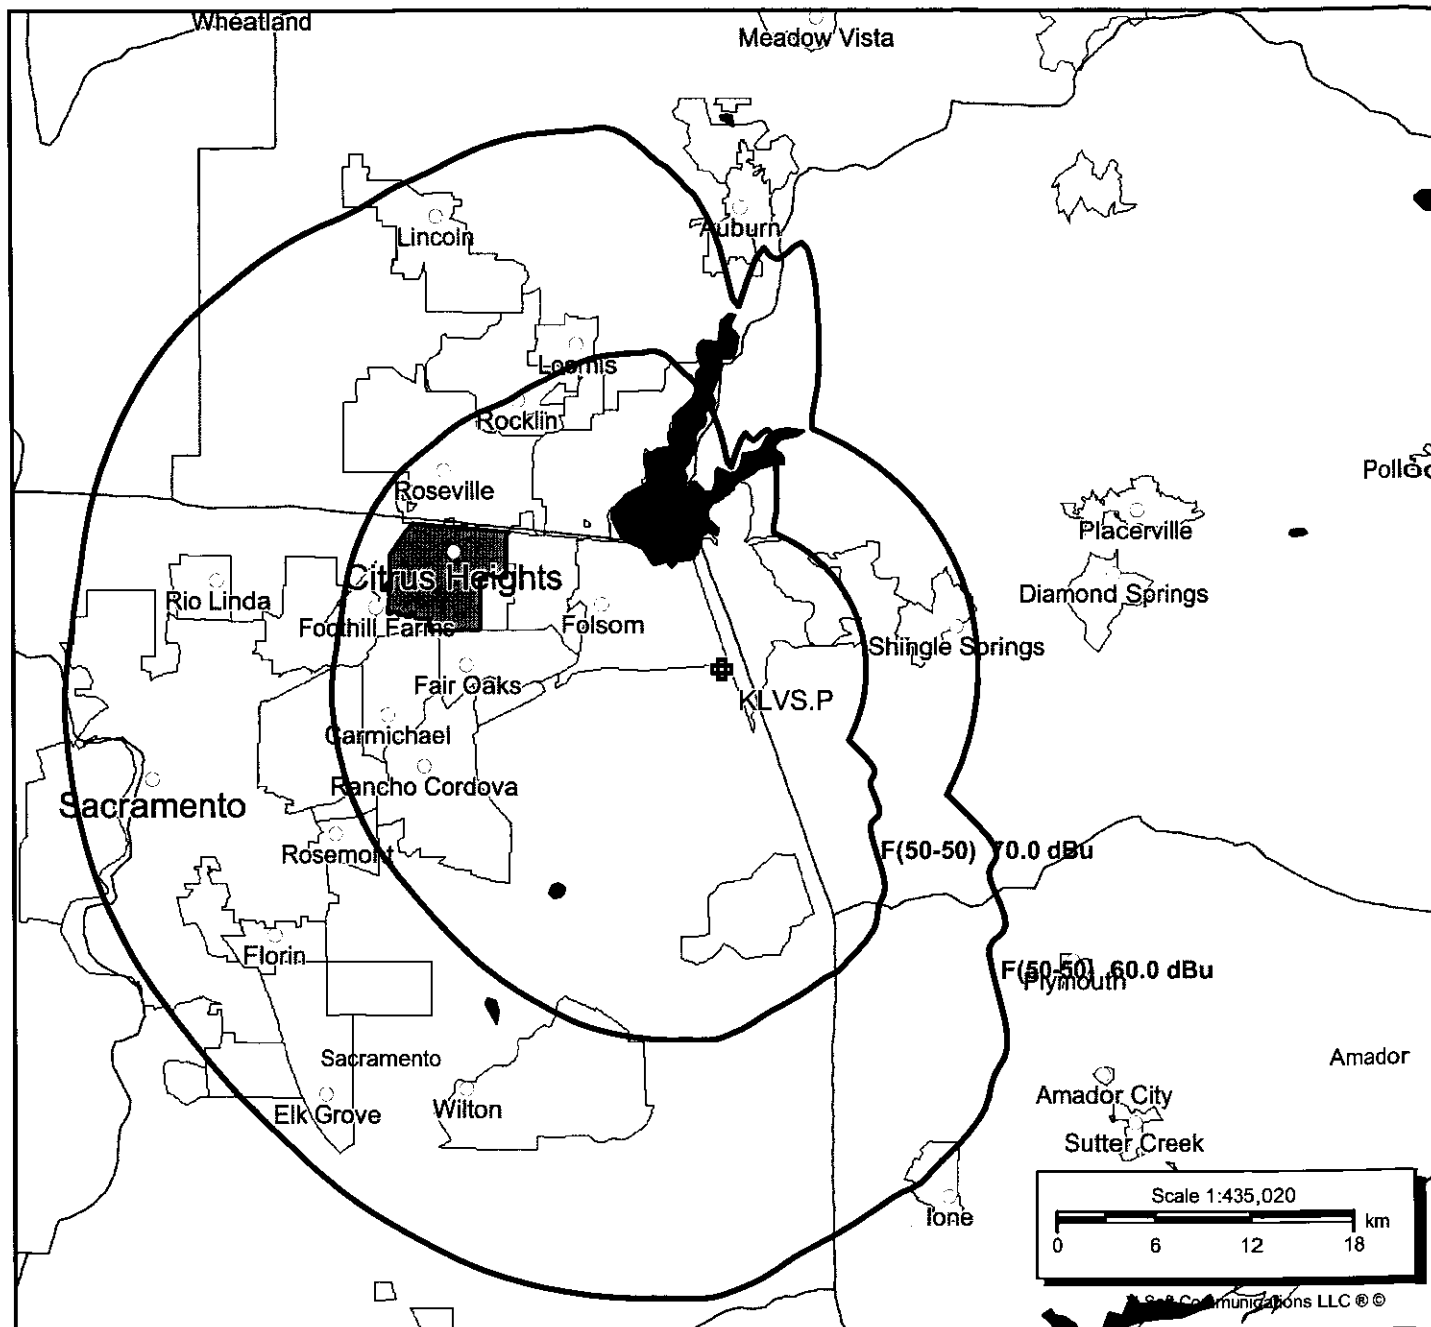 Wheatland
Meadow Vista
Auburn
Lincoln
Loomis
Rocklin
Roseville
Placerville
Citrus Heights
Diamond Springs
Rio Linda
Foothill Farms
Folsom
Shingle Springs
Fair Oaks
KLVS.P
Carmichael
Rancho Cordova
Sacramento
Rosemont
F(50-50) 70.0 dBu
Florin
F(50-50) 60.0 dBu
Plymouth
Sacramento
Amador
Amador City
Elk Grove
Wilton
Sutter Creek
Scale 1:435,020
km
0 6 12 18
Ione
Communications LLC ® ©